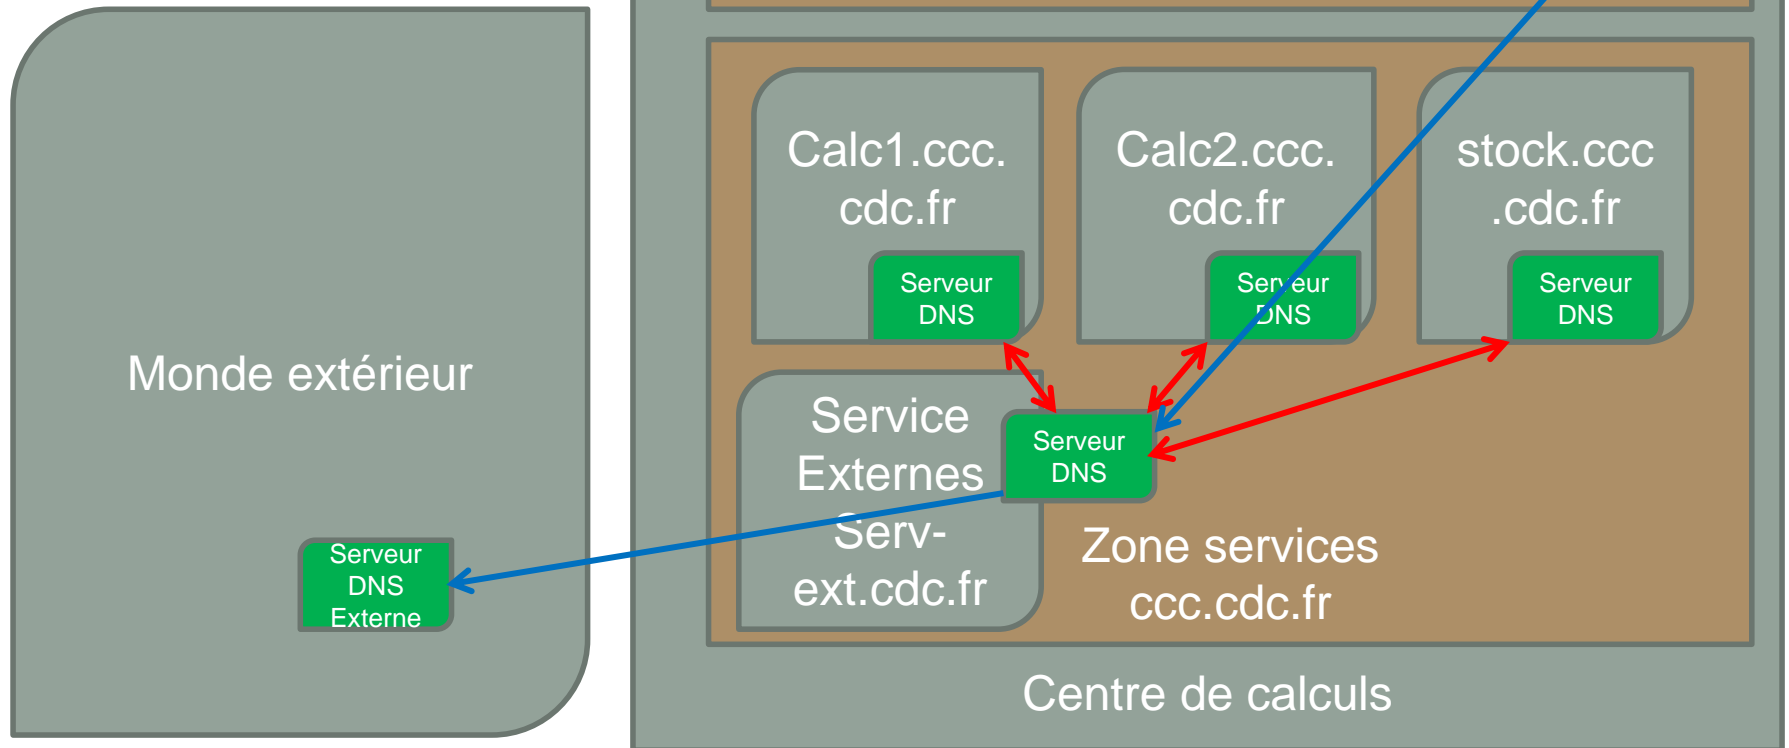 Monde extérieur
Serveur
DNS
Externe
Calc1.ccc.
cdc.fr
Serveur
DNS
Calc2.ccc.
cdc.fr
Serveur
DNS
stock.ccc
.cdc.fr
Serveur
DNS
Service
Externes
Serv-
ext.cdc.fr
Serveur
DNS
Zone services
ccc.cdc.fr
Centre de calculs